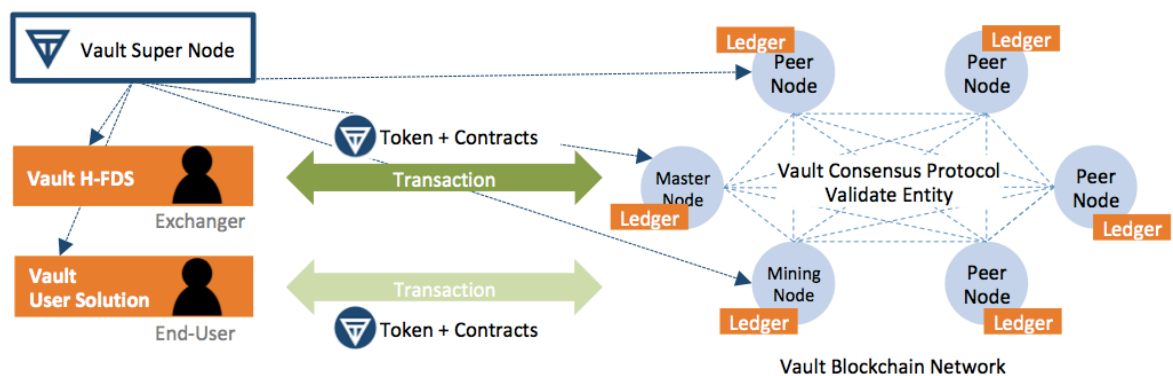 Vault Super Node
Vault H-FDS
Exchanger
Vault
User Solution
End-User
Token + Contracts
Transaction
Transaction
Token + Contracts
Ledger
Peer
Node
Ledger
Peer
Node
Master
Node
Ledger
Vault Consensus Protocol
Validate Entity
Peer
Node
Ledger
Mining
Node
Ledger
Peer
Node
Ledger
Vault Blockchain Network